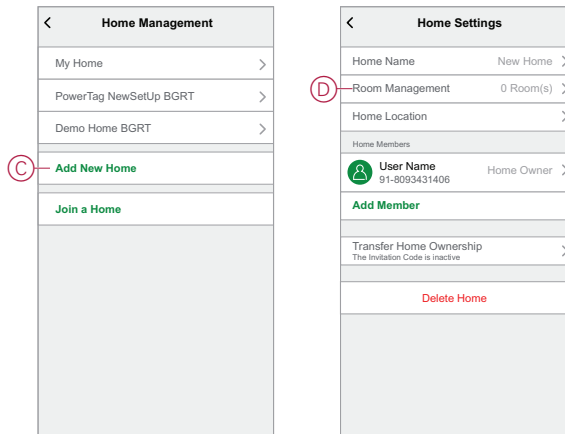 Home Management
My Home
PowerTag NewSetUp BGRT
Demo Home BGRT
C
Add New Home
Join a Home
Home Settings
Home Name New Home
D
Room Management 0 Room(s)
Home Location
Home Members
User Name
91-8093431406
Home Owner
Add Member
Transfer Home Ownership
The Invitation Code is inactive
Delete Home